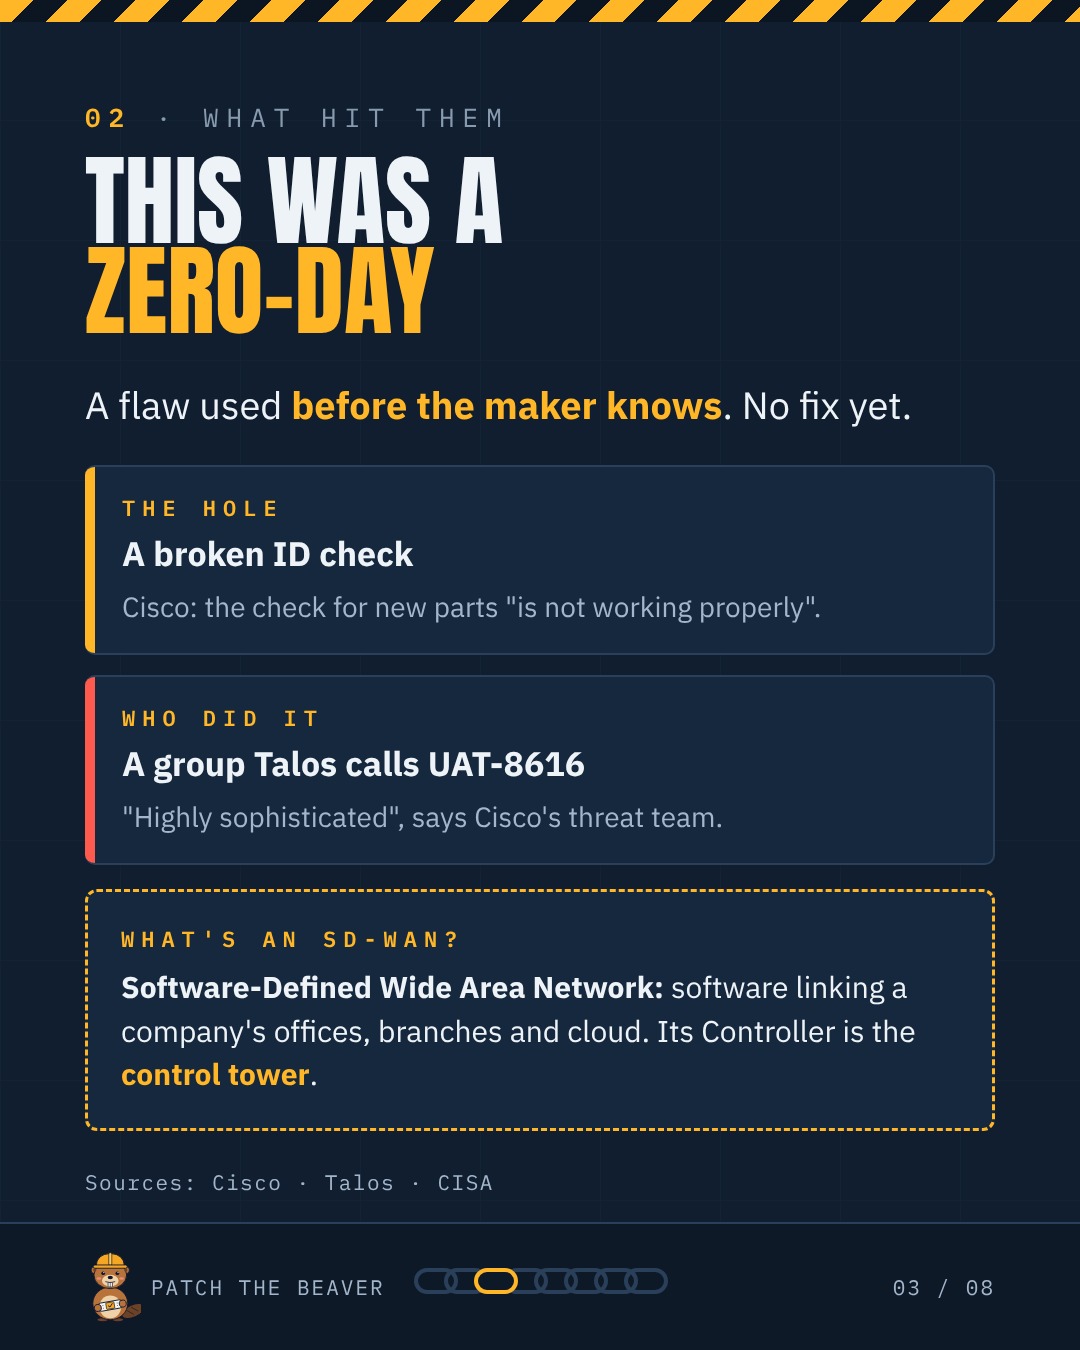 02 · WHAT HIT THEM
THIS WAS A
ZERO-DAY
A flaw used before the maker knows. No fix yet.
THE HOLE
A broken ID check
Cisco: the check for new parts "is not working properly".
WHO DID IT
A group Talos calls UAT-8616
"Highly sophisticated", says Cisco's threat team.
WHAT'S AN SD-WAN?
Software-Defined Wide Area Network: software linking a
company's offices, branches and cloud. Its Controller is the
control tower.
Sources: Cisco · Talos · CISA
PATCH THE BEAVER
03 / 08